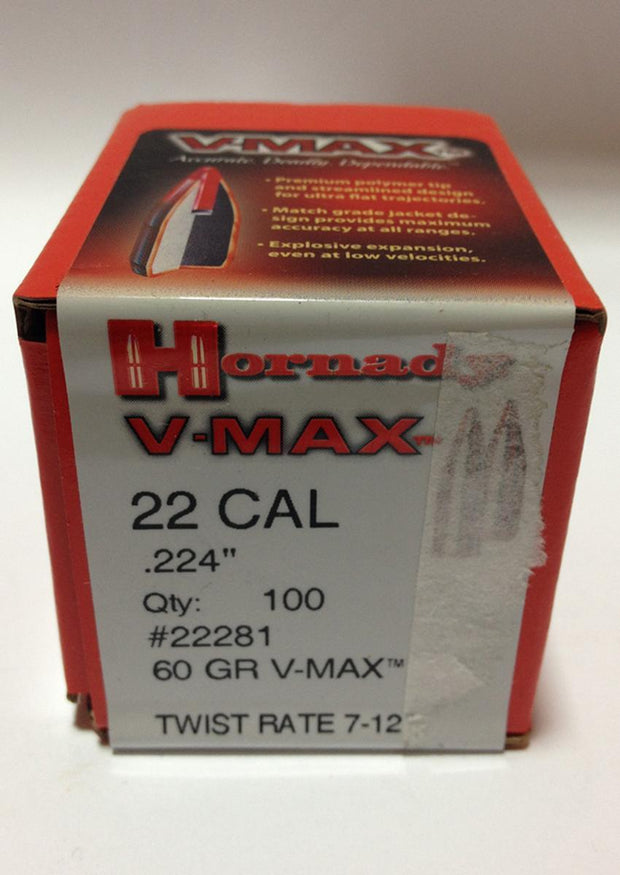 V-MAX
Accurate. Deadly. Dependable.
• Premium polymer tip
and streamlined design
for ultra flat trajectories.
• Match grade jacket de-
sign provides maximum
accuracy at all ranges.
• Explosive expansion,
even at low velocities.
Hornady
V-MAX™
22 CAL
.224"
Qty: 100
#22281
60 GR V-MAX™
TWIST RATE 7-12